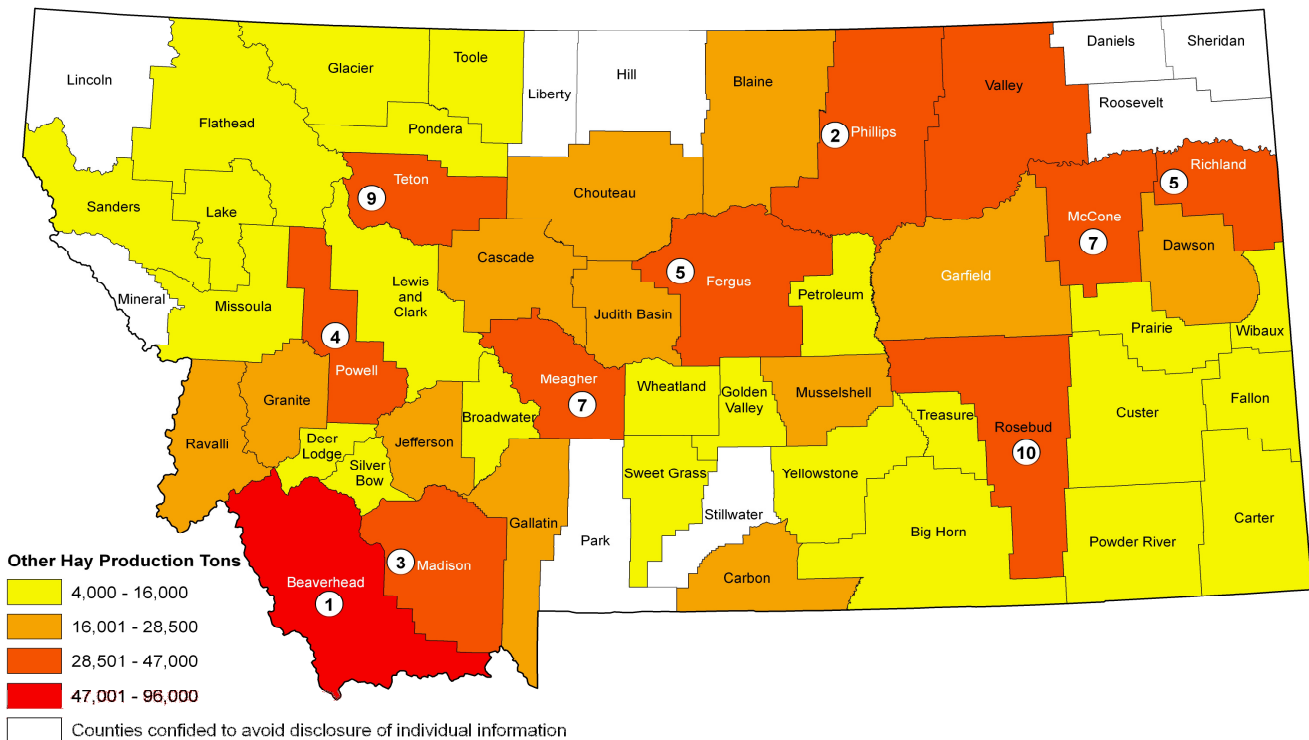 Lincoln
Flathead
Glacier
Toole
Liberty
Hill
Blaine
Phillips
2
Valley
Daniels
Sheridan
Roosevelt
Pondera
Teton
9
Chouteau
Richland
5
McCone
7
Dawson
Sanders
Lake
Cascade
Lewis
and
Clark
Fergus
5
Judith Basin
Petroleum
Garfield
Prairie
Wibaux
Mineral
Missoula
4
Powell
Granite
Ravalli
Meagher
7
Wheatland
Golden
Valley
Musselshell
Treasure
Rosebud
10
Custer
Fallon
Broadwater
Jefferson
Deer
Lodge
Silver
Bow
Gallatin
Park
Sweet Grass
Stillwater
Yellowstone
Big Horn
Carbon
Powder River
Carter
Beaverhead
1
3
Madison
Other Hay Production Tons
4,000 - 16,000
16,001 - 28,500
28,501 - 47,000
47,001 - 96,000
Counties confided to avoid disclosure of individual information